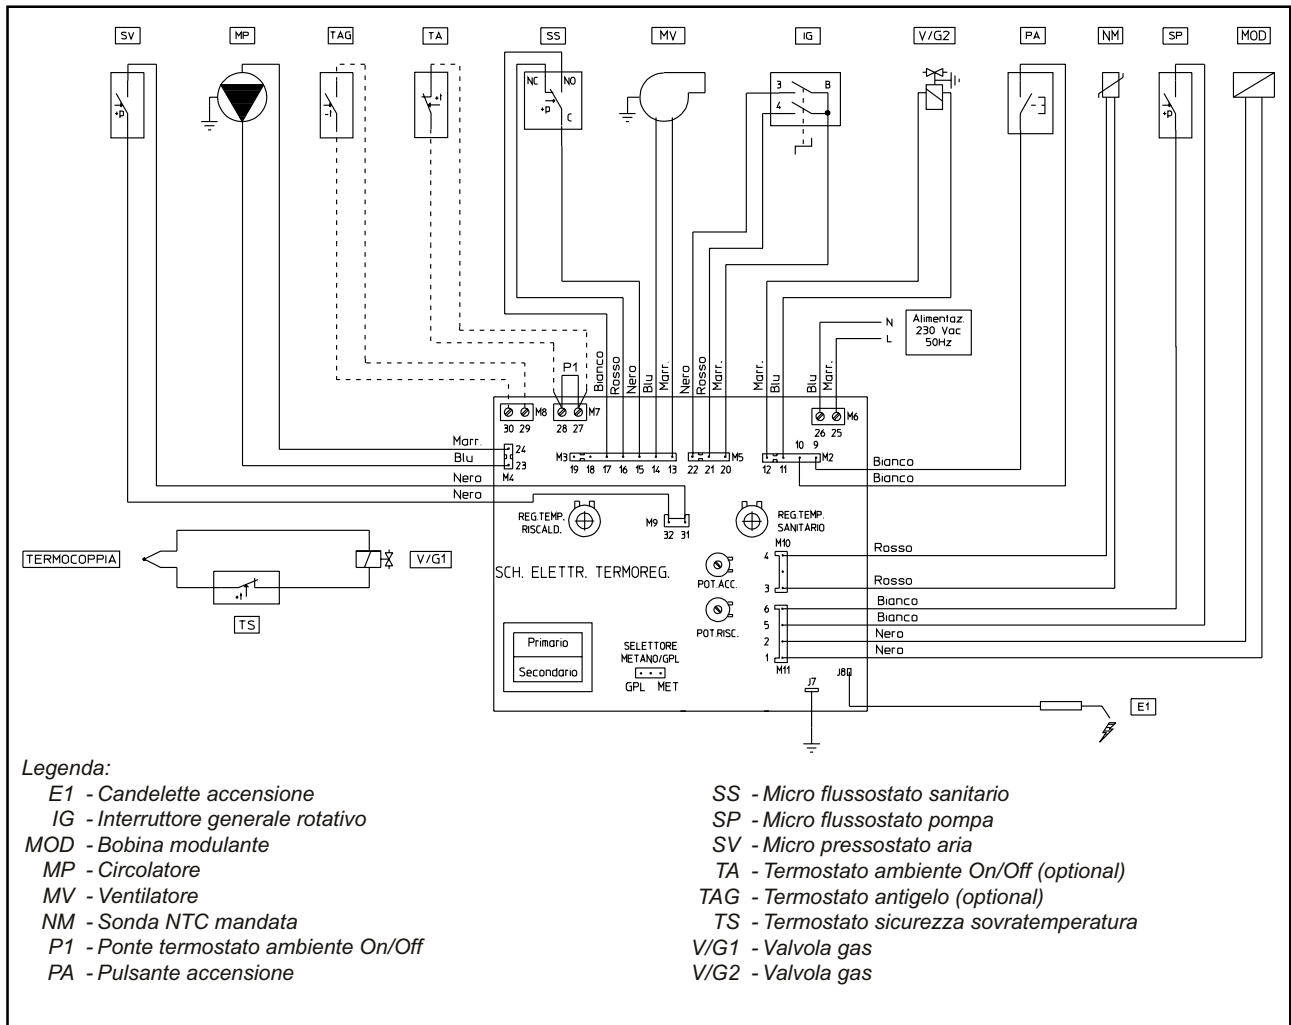 SV MP TAG TA SS MV IG V/G2 PA NM SP MOD
NC NO
C
+p
-t
+t
+p
3 B
4
+p
N
L
Alimentaz.
230 Vac
50Hz
P1
Bianco
Rosso
Nero
Blu
Marr.
Nero
Rosso
Marr.
Marr.
Blu
Blu
Marr.
M8
30 29
M7
28 27
M6
26 25
10 9
Marr.
Blu
24
23
M4
M3
19 18 17 16 15 14 13
M5
22 21 20
M2
12 11
Bianco
Bianco
Nero
Nero
REG.TEMP.
RISCALD.
M9
32 31
REG.TEMP.
SANITARIO
TERMOCOPPIA
V/G1
+t
TS
SCH. ELETTR. TERMOREG.
POT.ACC.
POT.RISC.
M10
4
3
Rosso
Rosso
6
5
2
1
M11
Bianco
Bianco
Nero
Nero
Primario
Secondario
SELETTORE
METANO/GPL
GPL MET
J7
J8
E1
Legenda:
E1 - Candelette accensione
IG - Interruttore generale rotativo
MOD - Bobina modulante
MP - Circolatore
MV - Ventilatore
NM - Sonda NTC mandata
P1 - Ponte termostato ambiente On/Off
PA - Pulsante accensione
SS - Micro flussostato sanitario
SP - Micro flussostato pompa
SV - Micro pressostato aria
TA - Termostato ambiente On/Off (optional)
TAG - Termostato antigelo (optional)
TS - Termostato sicurezza sovratemperatura
V/G1 - Valvola gas
V/G2 - Valvola gas